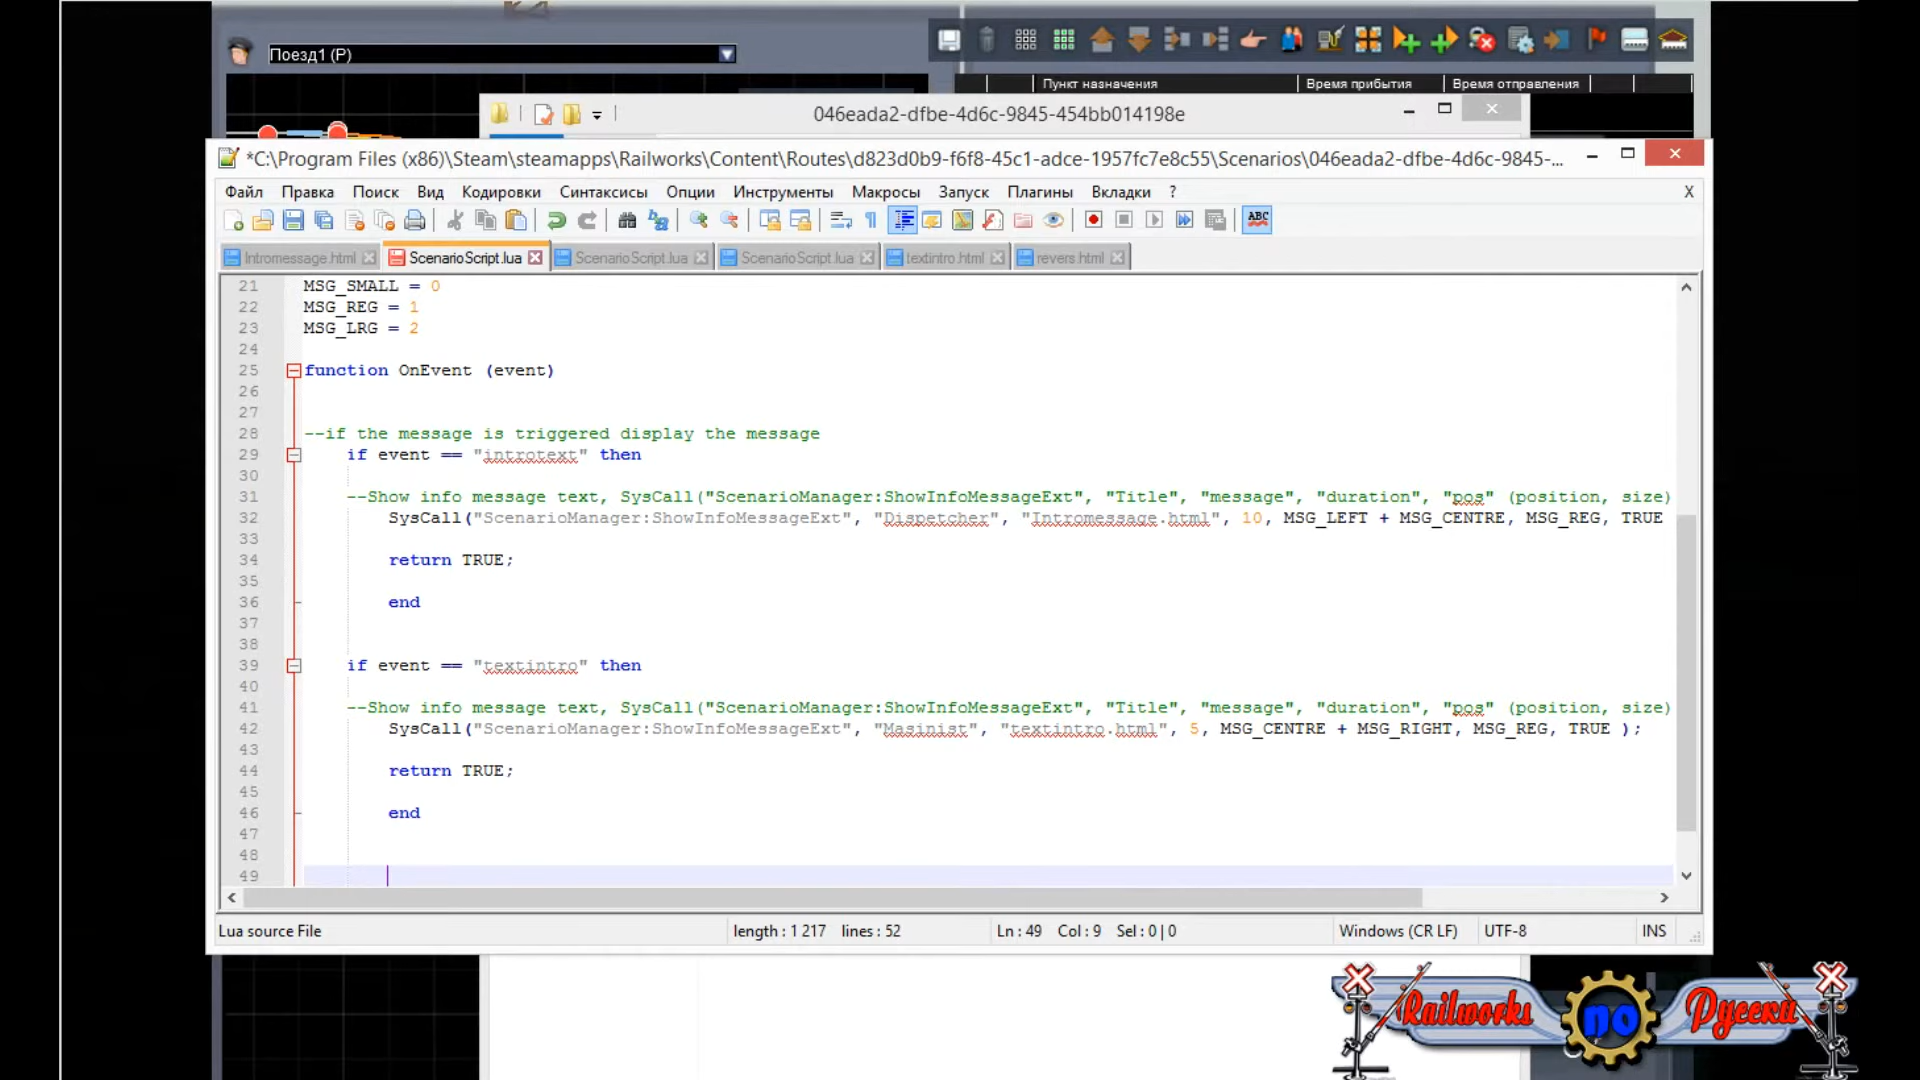 Поезд1 (P)
Пункт назначения
Время прибытия
Время отправления
046eada2-dfbe-4d6c-9845-454bb014198e
*C:\Program Files (x86)\Steam\steamapps\Railworks\Content\Routes\d823d0b9-f6f8-45c1-adce-1957fc7e8c55\Scenarios\046eada2-dfbe-4d6c-9845-...
Файл Правка Поиск Вид Кодировки Синтаксисы Опции Инструменты Макросы Запуск Плагины Вкладки ? X
ABC
Intromessage.html ScenarioScript.lua ScenarioScript.lua ScenarioScript.lua textintro.html revers.html
21 MSG_SMALL = 0
22 MSG_REG = 1
23 MSG_LRG = 2
24
25 function OnEvent (event)
26
27
28 --if the message is triggered display the message
29 if event == "introtext" then
30
31 --Show info message text, SysCall("ScenarioManager:ShowInfoMessageExt", "Title", "message", "duration", "pos" (position, size)
32 SysCall("ScenarioManager:ShowInfoMessageExt", "Dispetcher", "Intromessage.html", 10, MSG_LEFT + MSG_CENTRE, MSG_REG, TRUE
33
34 return TRUE;
35
36 end
37
38
39 if event == "textintro" then
40
41 --Show info message text, SysCall("ScenarioManager:ShowInfoMessageExt", "Title", "message", "duration", "pos" (position, size)
42 SysCall("ScenarioManager:ShowInfoMessageExt", "Masinist", "textintro.html", 5, MSG_CENTRE + MSG_RIGHT, MSG_REG, TRUE );
43
44 return TRUE;
45
46 end
47
48
49
Lua source File length : 1 217 lines : 52 Ln : 49 Col : 9 Sel : 0 | 0 Windows (CR LF) UTF-8 INS
Railworks по Русски